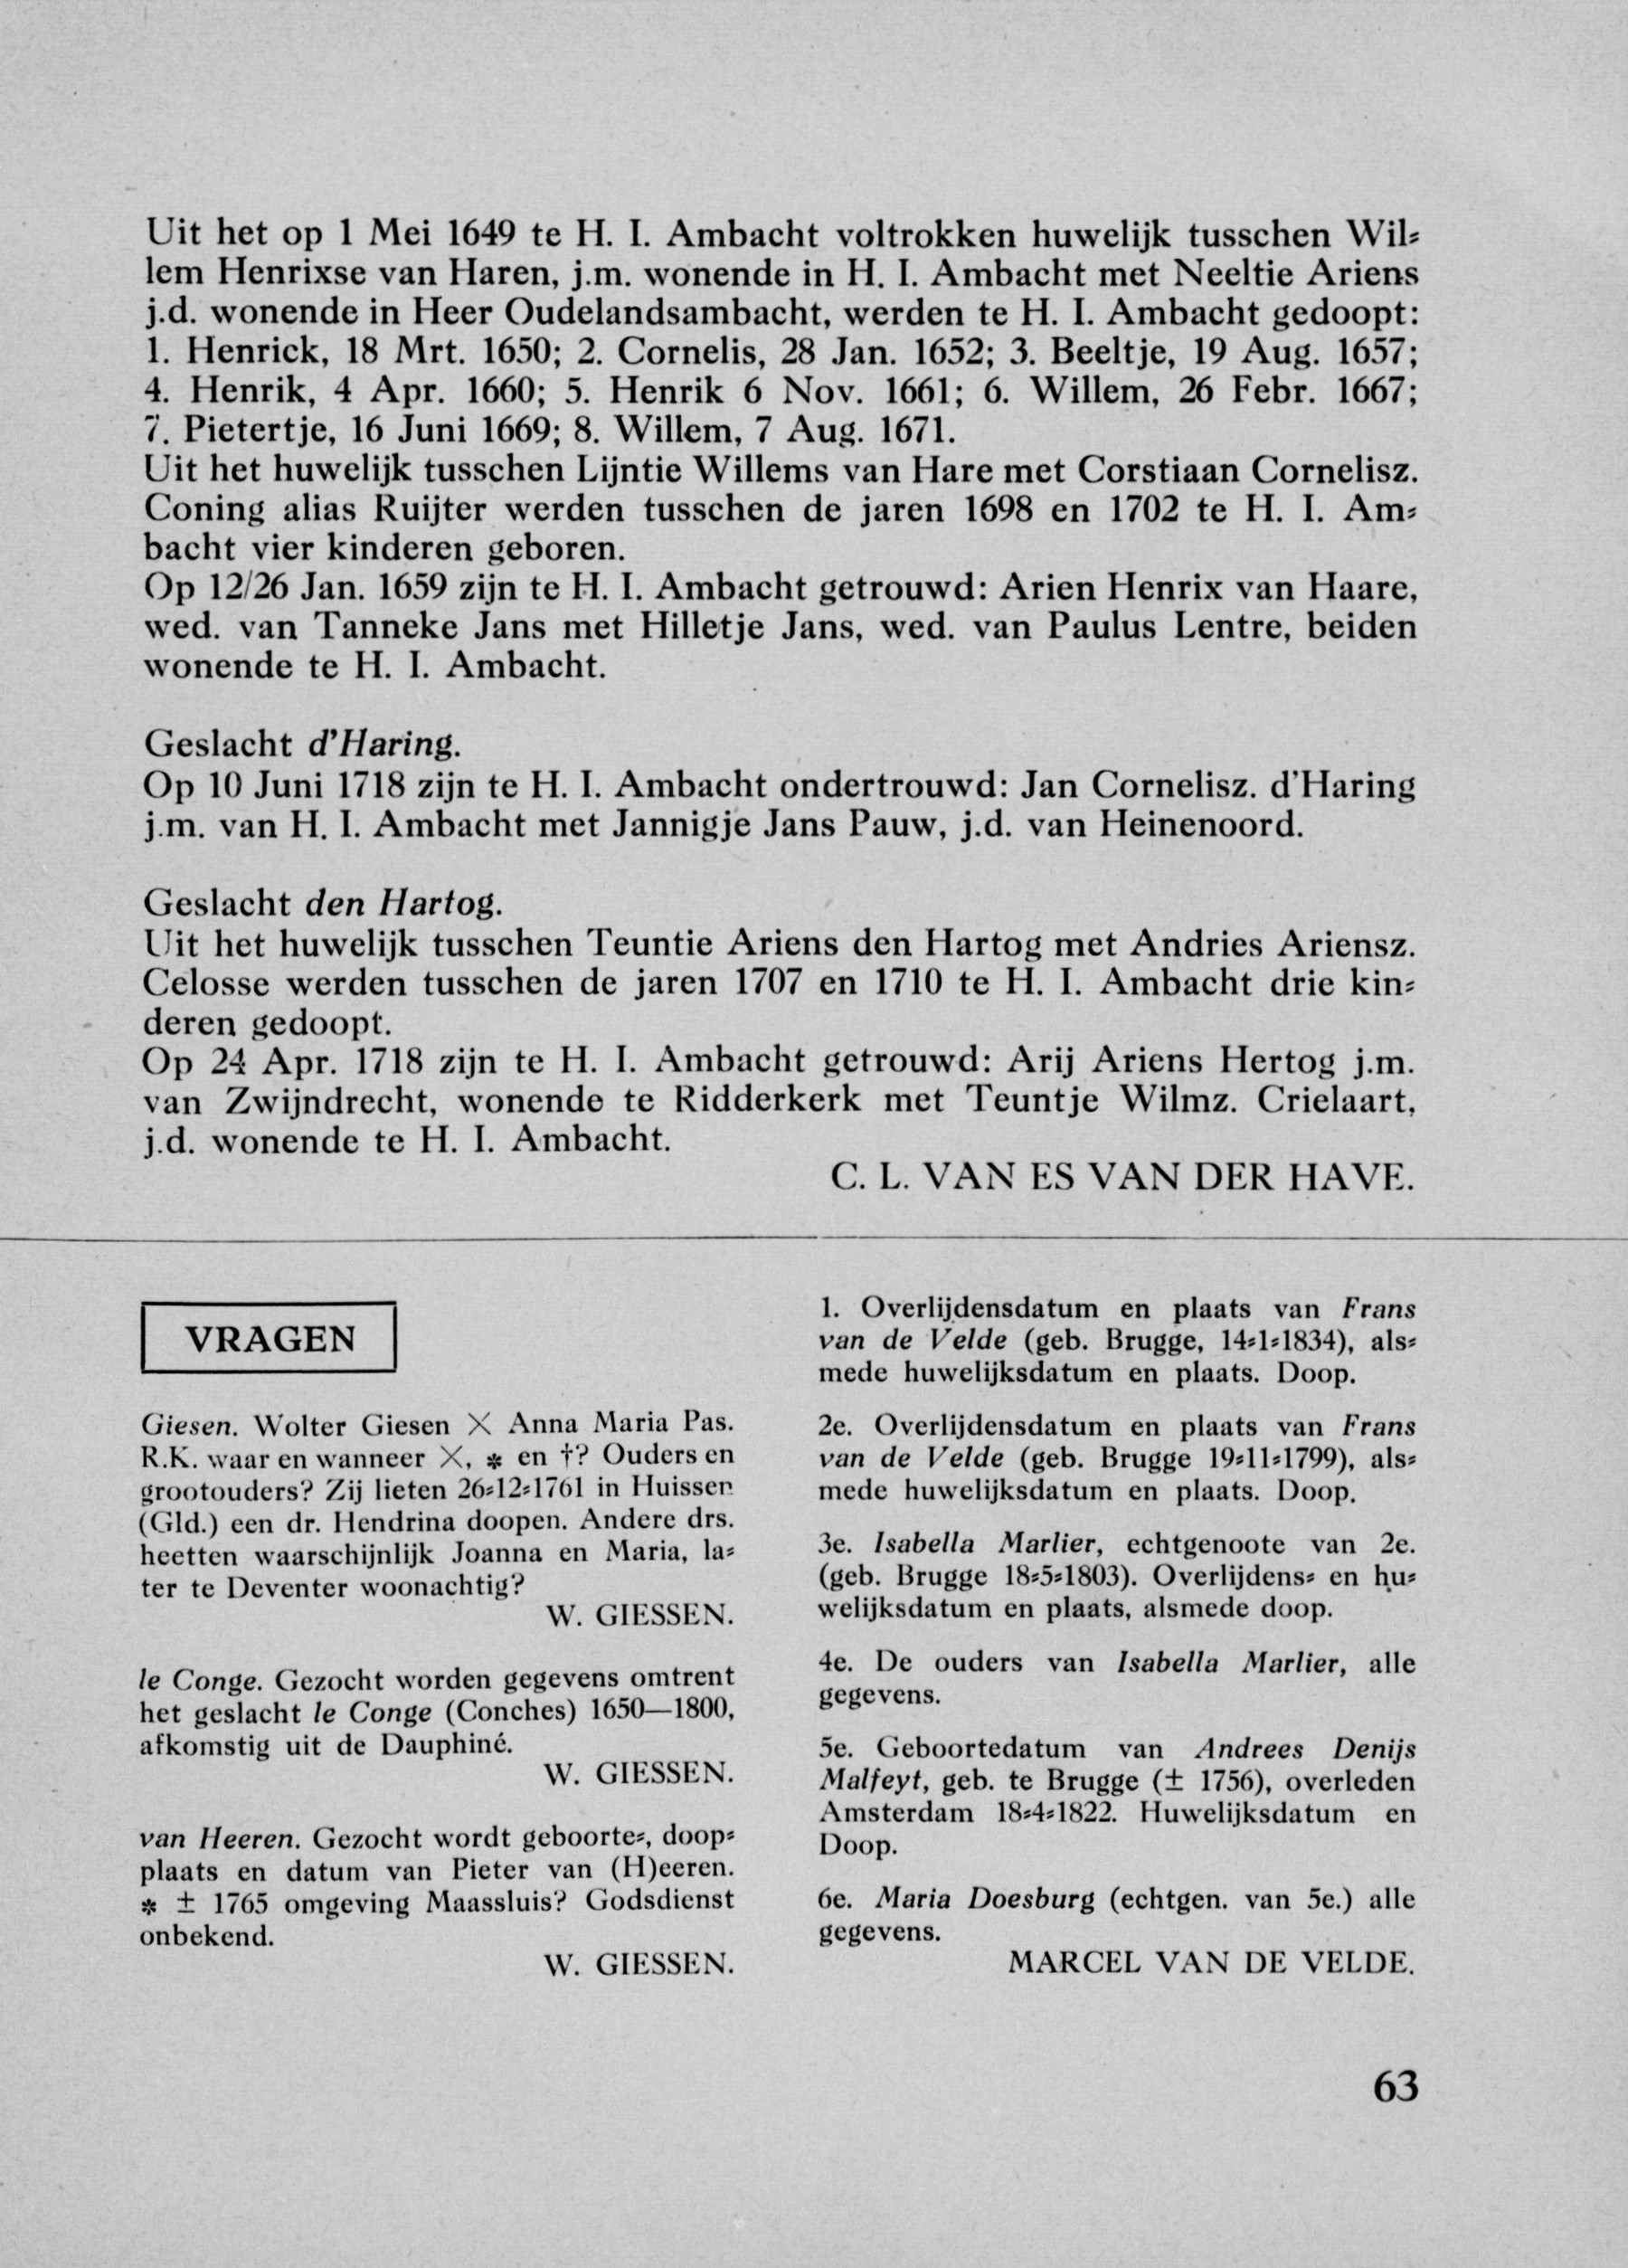 Uit het op 1 Mei 1649 te H. I. Ambacht voltrokken huwelijk tusschen Wil-
lem Henrixse van Haren, j.m. wonende in H. I. Ambacht met Neeltie Ariens
j.d. wonende in Heer Oudelandsambacht, werden te H. I. Ambacht gedoopt:
1. Henrick, 18 Mrt. 1650; 2. Cornelis, 28 Jan. 1652; 3. Beeltje, 19 Aug. 1657;
4. Henrik, 4 Apr. 1660; 5. Henrik 6 Nov. 1661; 6. Willem, 26 Febr. 1667;
7. Pietertje, 16 Juni 1669; 8. Willem, 7 Aug. 1671.
Uit het huwelijk tusschen Lijntie Willems van Hare met Corstiaan Cornelisz.
Coning alias Ruijter werden tusschen de jaren 1698 en 1702 te H. I. Am-
bacht vier kinderen geboren.
Op 12/26 Jan. 1659 zijn te H. I. Ambacht getrouwd: Arien Henrix van Haare,
wed. van Tanneke Jans met Hilletje Jans, wed. van Paulus Lentre, beiden
wonende te H. I. Ambacht.
Geslacht d'Haring.
Op 10 Juni 1718 zijn te H. I. Ambacht ondertrouwd: Jan Cornelisz. d'Haring
j.m. van H. I. Ambacht met Jannigje Jans Pauw, j.d. van Heinenoord.
Geslacht den Hartog.
Uit het huwelijk tusschen Teuntie Ariens den Hartog met Andries Ariensz.
Celosse werden tusschen de jaren 1707 en 1710 te H. I. Ambacht drie kin-
deren gedoopt.
Op 24 Apr. 1718 zijn te H. I. Ambacht getrouwd: Arij Ariens Hertog j.m.
van Zwijndrecht, wonende te Ridderkerk met Teuntje Wilmz. Crielaart,
j.d. wonende te H. I. Ambacht.
C. L. VAN ES VAN DER HAVE.
VRAGEN
Giesen. Wolter Giesen × Anna Maria Pas.
R.K. waar en wanneer ×, * en †? Ouders en
grootouders? Zij lieten 26-12-1761 in Huissen
(Gld.) een dr. Hendrina doopen. Andere drs.
heetten waarschijnlijk Joanna en Maria, la-
ter te Deventer woonachtig?
W. GIESSEN.
le Conge. Gezocht worden gegevens omtrent
het geslacht le Conge (Conches) 1650—1800,
afkomstig uit de Dauphiné.
W. GIESSEN.
van Heeren. Gezocht wordt geboorte-, doop-
plaats en datum van Pieter van (H)eeren.
* ± 1765 omgeving Maassluis? Godsdienst
onbekend.
W. GIESSEN.
1. Overlijdensdatum en plaats van Frans
van de Velde (geb. Brugge, 14-1-1834), als-
mede huwelijksdatum en plaats. Doop.
2e. Overlijdensdatum en plaats van Frans
van de Velde (geb. Brugge 19-11-1799), als-
mede huwelijksdatum en plaats. Doop.
3e. Isabella Marlier, echtgenoote van 2e.
(geb. Brugge 18-5-1803). Overlijdens- en hu-
welijksdatum en plaats, alsmede doop.
4e. De ouders van Isabella Marlier, alle
gegevens.
5e. Geboortedatum van Andrees Denijs
Malfeyt, geb. te Brugge (± 1756), overleden
Amsterdam 18-4-1822. Huwelijksdatum en
Doop.
6e. Maria Doesburg (echtgen. van 5e.) alle
gegevens.
MARCEL VAN DE VELDE.
63